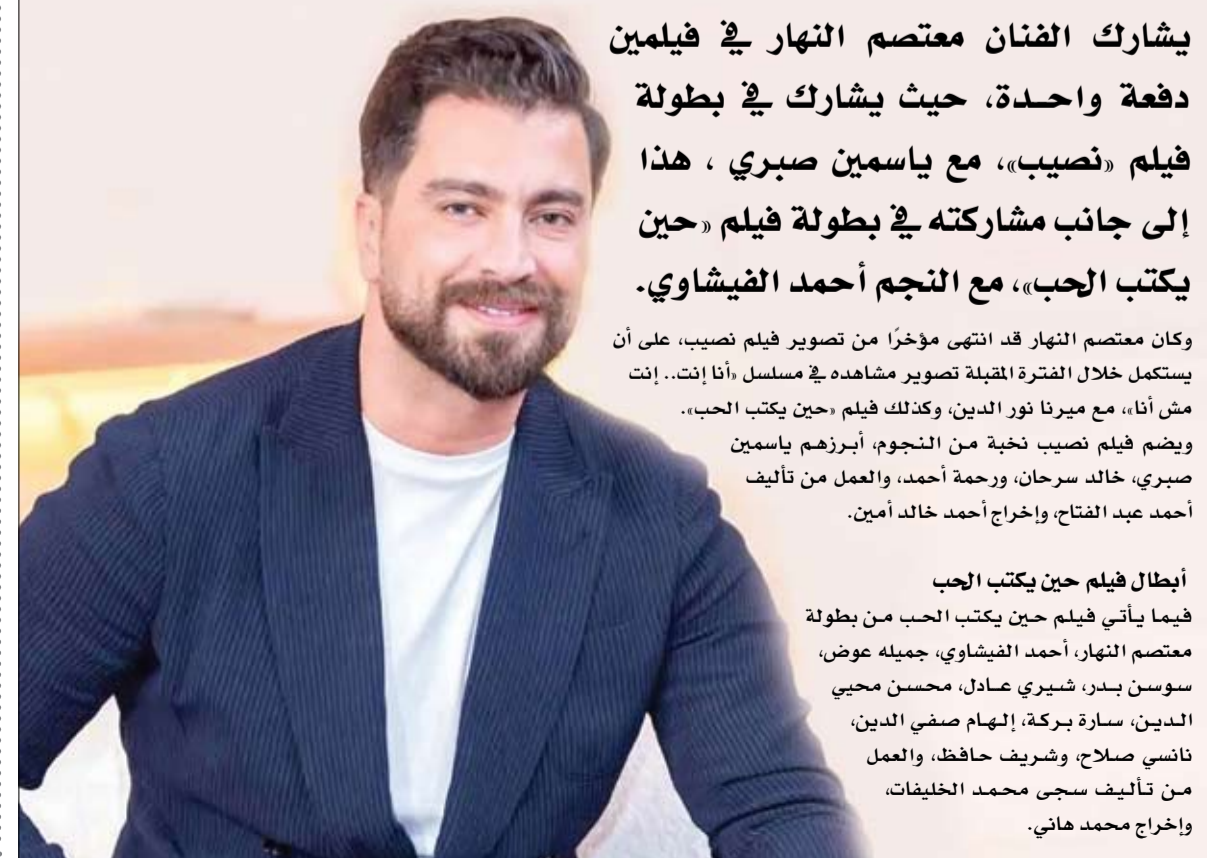 يشارك الفنان معتصم النهار في فيلمين
دفعة واحدة، حيث يشارك في بطولة
فيلم «نصيب»، مع ياسمين صبري ، هذا
إلى جانب مشاركته في بطولة فيلم «حين
يكتب الحب»، مع النجم أحمد الفيشاوي.
وكان معتصم النهار قد انتهى مؤخرًا من تصوير فيلم نصيب، على أن
يستكمل خلال الفترة المقبلة تصوير مشاهده في مسلسل «أنا إنت.. إنت
مش أنا»، مع ميرنا نور الدين، وكذلك فيلم «حين يكتب الحب».
ويضم فيلم نصيب نخبة من النجوم، أبرزهم ياسمين
صبري، خالد سرحان، ورحمة أحمد، والعمل من تأليف
أحمد عبد الفتاح، وإخراج أحمد خالد أمين.
أبطال فيلم حين يكتب الحب
فيما يأتي فيلم حين يكتب الحب من بطولة
معتصم النهار، أحمد الفيشاوي، جميله عوض،
سوسن بدر، شيري عادل، محسن محيي
الدين، سارة بركة، إلهام صفي الدين،
نانسي صلاح، وشريف حافظ، والعمل
من تأليف سجى محمد الخليفات،
وإخراج محمد هاني.